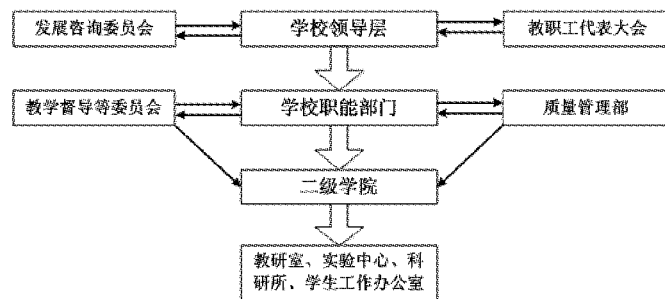 发展咨询委员会
学校领导层
教职工代表大会
教学督导等委员会
学校职能部门
质量管理部
二级学院
教研室、实验中心、科
研所、学生工作办公室